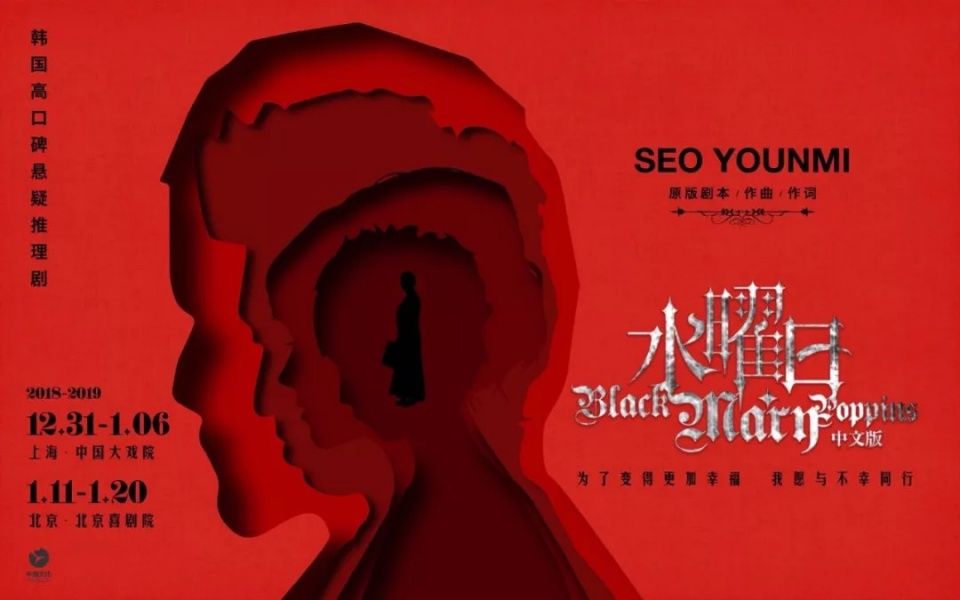 韩国高口碑悬疑推理剧
SEO YOUNMI
原版剧本/作曲/作词
水曜日
Black Mary Poppins
中文版
为了变得更加幸福 我愿与不幸同行
2018-2019
12.31-1.06
上海·中国大戏院
1.11-1.20
北京·北京喜剧院